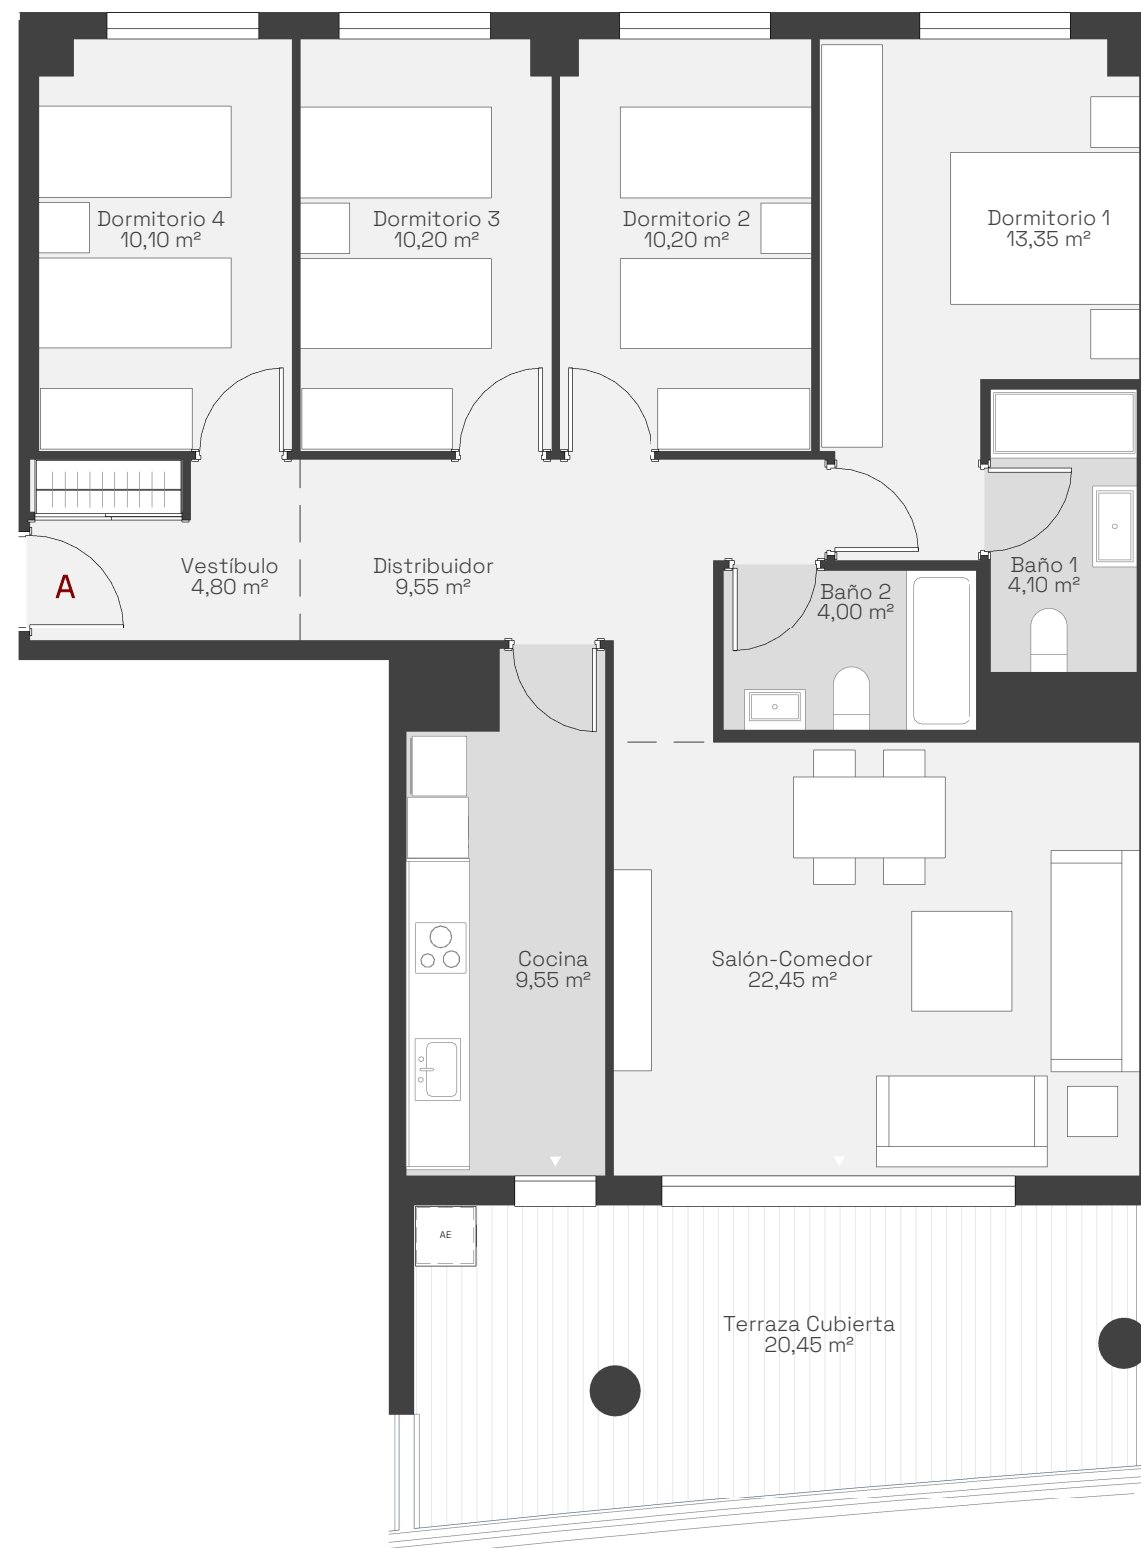 Dormitorio 4
10,10 m²
Dormitorio 3
10,20 m²
Dormitorio 2
10,20 m²
Dormitorio 1
13,35 m²
A
Vestíbulo
4,80 m²
Distribuidor
9,55 m²
Baño 2
4,00 m²
Baño 1
4,10 m²
Cocina
9,55 m²
Salón-Comedor
22,45 m²
AE
Terraza Cubierta
20,45 m²